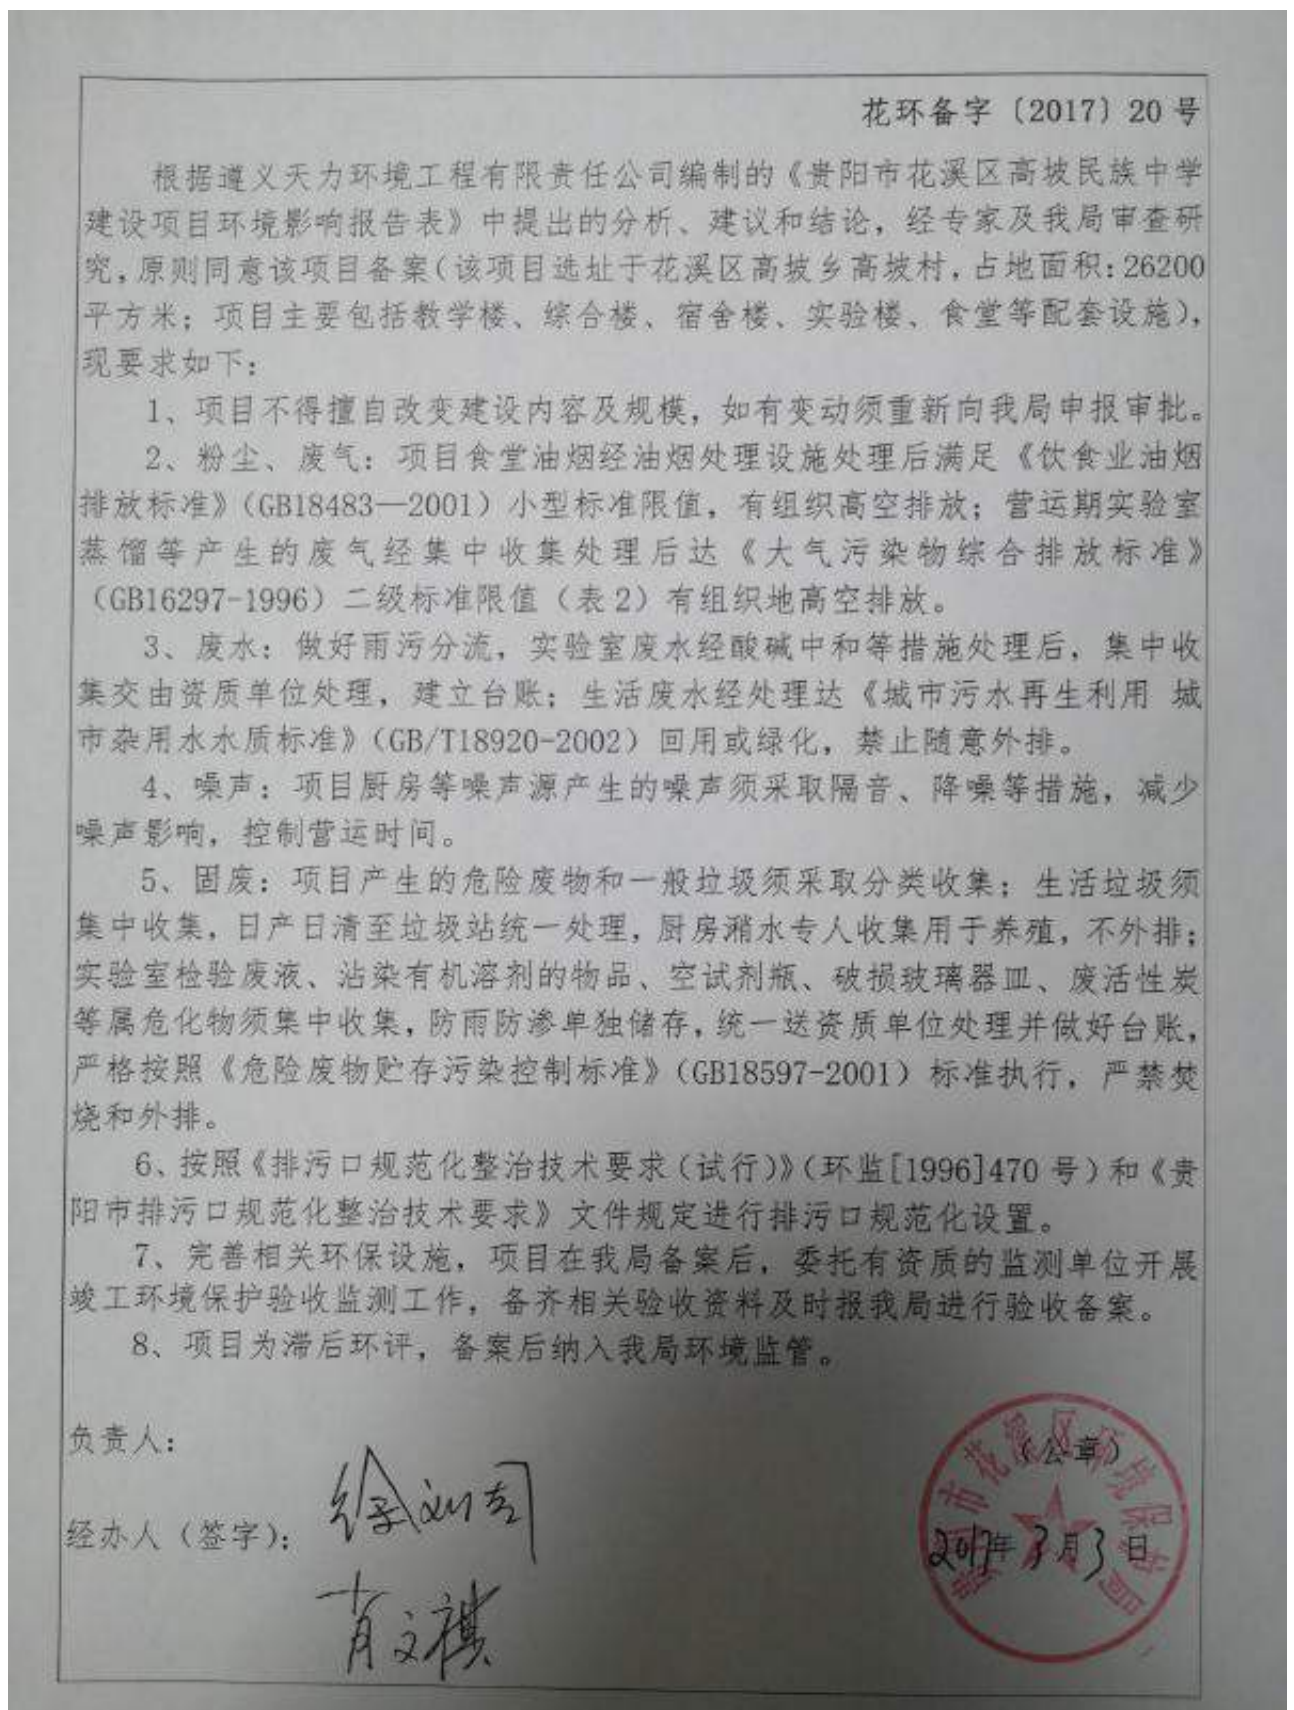 花环备字〔2017〕20号
根据遵义天力环境工程有限责任公司编制的《贵阳市花溪区高坡民族中学
建设项目环境影响报告表》中提出的分析、建议和结论，经专家及我局审查研
究，原则同意该项目备案（该项目选址于花溪区高坡乡高坡村，占地面积：26200
平方米；项目主要包括教学楼、综合楼、宿舍楼、实验楼、食堂等配套设施），
现要求如下：
1、项目不得擅自改变建设内容及规模，如有变动须重新向我局申报审批。
2、粉尘、废气：项目食堂油烟经油烟处理设施处理后满足《饮食业油烟
排放标准》（GB18483—2001）小型标准限值，有组织高空排放；营运期实验室
蒸馏等产生的废气经集中收集处理后达《大气污染物综合排放标准》
（GB16297-1996）二级标准限值（表2）有组织地高空排放。
3、废水：做好雨污分流，实验室废水经酸碱中和等措施处理后，集中收
集交由资质单位处理，建立台账；生活废水经处理达《城市污水再生利用 城
市杂用水水质标准》（GB/T18920-2002）回用或绿化，禁止随意外排。
4、噪声：项目厨房等噪声源产生的噪声须采取隔音、降噪等措施，减少
噪声影响，控制营运时间。
5、固废：项目产生的危险废物和一般垃圾须采取分类收集；生活垃圾须
集中收集，日产日清至垃圾站统一处理，厨房潲水专人收集用于养殖，不外排；
实验室检验废液、沾染有机溶剂的物品、空试剂瓶、破损玻璃器皿、废活性炭
等属危化物须集中收集，防雨防渗单独储存，统一送资质单位处理并做好台账，
严格按照《危险废物贮存污染控制标准》（GB18597-2001）标准执行，严禁焚
烧和外排。
6、按照《排污口规范化整治技术要求（试行）》（环监[1996]470号）和《贵
阳市排污口规范化整治技术要求》文件规定进行排污口规范化设置。
7、完善相关环保设施，项目在我局备案后，委托有资质的监测单位开展
竣工环境保护验收监测工作，备齐相关验收资料及时报我局进行验收备案。
8、项目为滞后环评，备案后纳入我局环境监管。
负责人：
（公章）
经办人（签字）：
肖文祺
2017年3月3日
贵阳市花溪区环境保护局